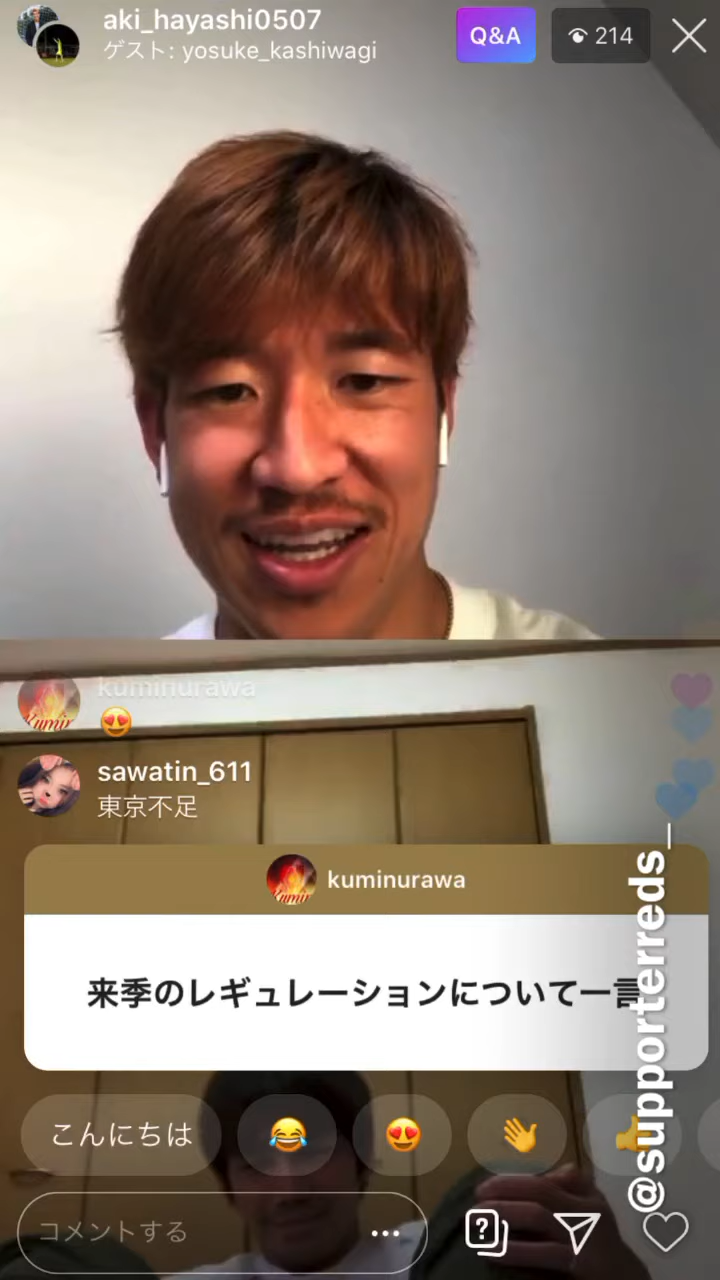 aki_hayashi0507
ゲスト: yosuke_kashiwagi
Q&A
214
kuminurawa
😍
sawatin_611
東京不足
kuminurawa
来季のレギュレーションについて一言
こんにちは
😂
😍
👋
コメントする
@supporterreds_